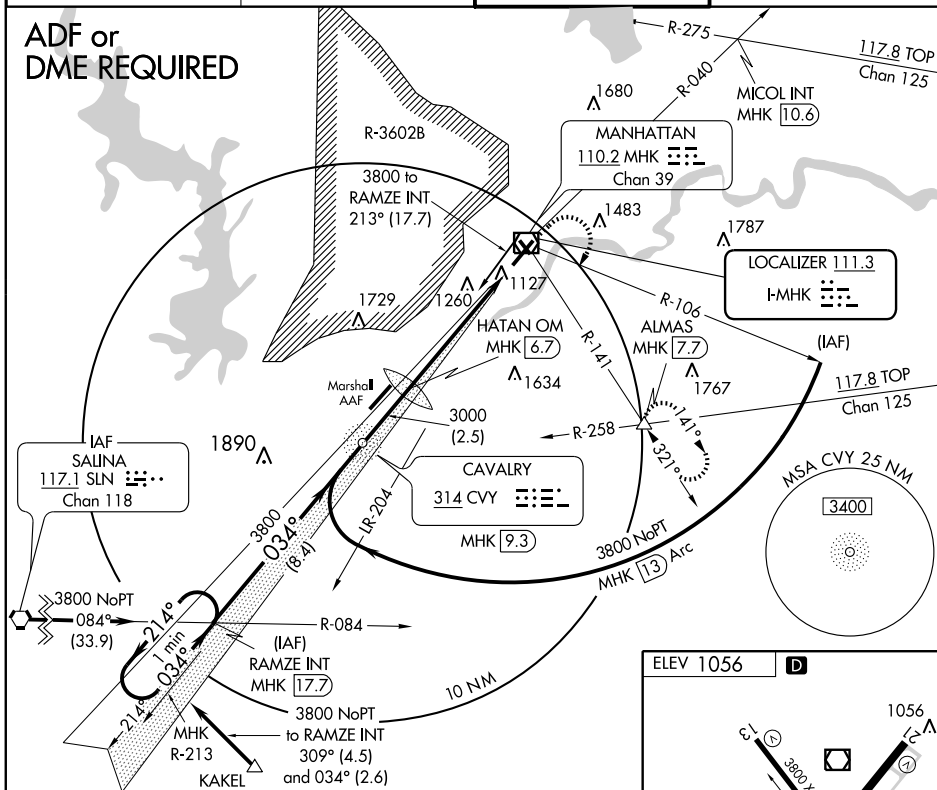 ADF or
DME REQUIRED
R-275
117.8 TOP
Chan 125
R-040
MICOL INT
MHK 10.6
1680
R-3602B
MANHATTAN
110.2 MHK
Chan 39
3800 to
RAMZE INT
213° (17.7)
1483
1787
LOCALIZER 111.3
I-MHK
1260
1127
1729
R-106
HATAN OM
MHK 6.7
R-141
ALMAS
MHK 7.7
(IAF)
1634
1767
117.8 TOP
Chan 125
Marshall
AAF
3000
(2.5)
R-258
141°
321°
1890
IAF
SALINA
117.1 SLN
Chan 118
CAVALRY
314 CVY
MHK 9.3
LR-204
MSA CVY 25 NM
3400
3800
034°
(8.4)
3800 NoPT
MHK 13 Arc
3800 NoPT
084°
(33.9)
R-084
214°
1 min
034°
(IAF)
RAMZE INT
MHK 17.7
10 NM
214°
MHK
R-213
3800 NoPT
to RAMZE INT
309° (4.5)
and 034° (2.6)
KAKEL
ELEV 1056
D
1056
13
V
21
V
3800 X